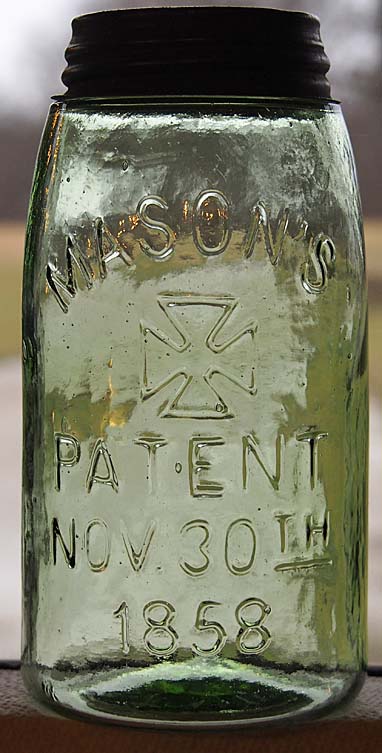 MASON'S
PATENT
NOV. 30TH
1858